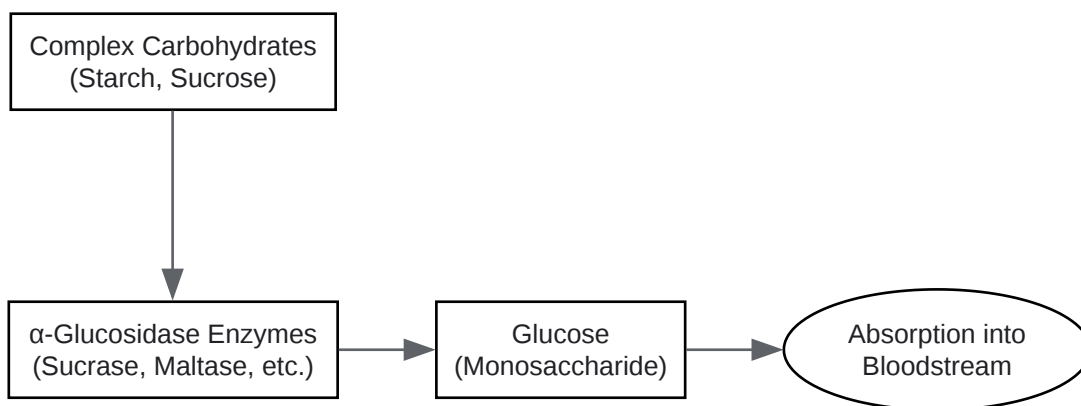 Complex Carbohydrates
(Starch, Sucrose)
α-Glucosidase Enzymes
(Sucrase, Maltase, etc.)
Glucose
(Monosaccharide)
Absorption into
Bloodstream